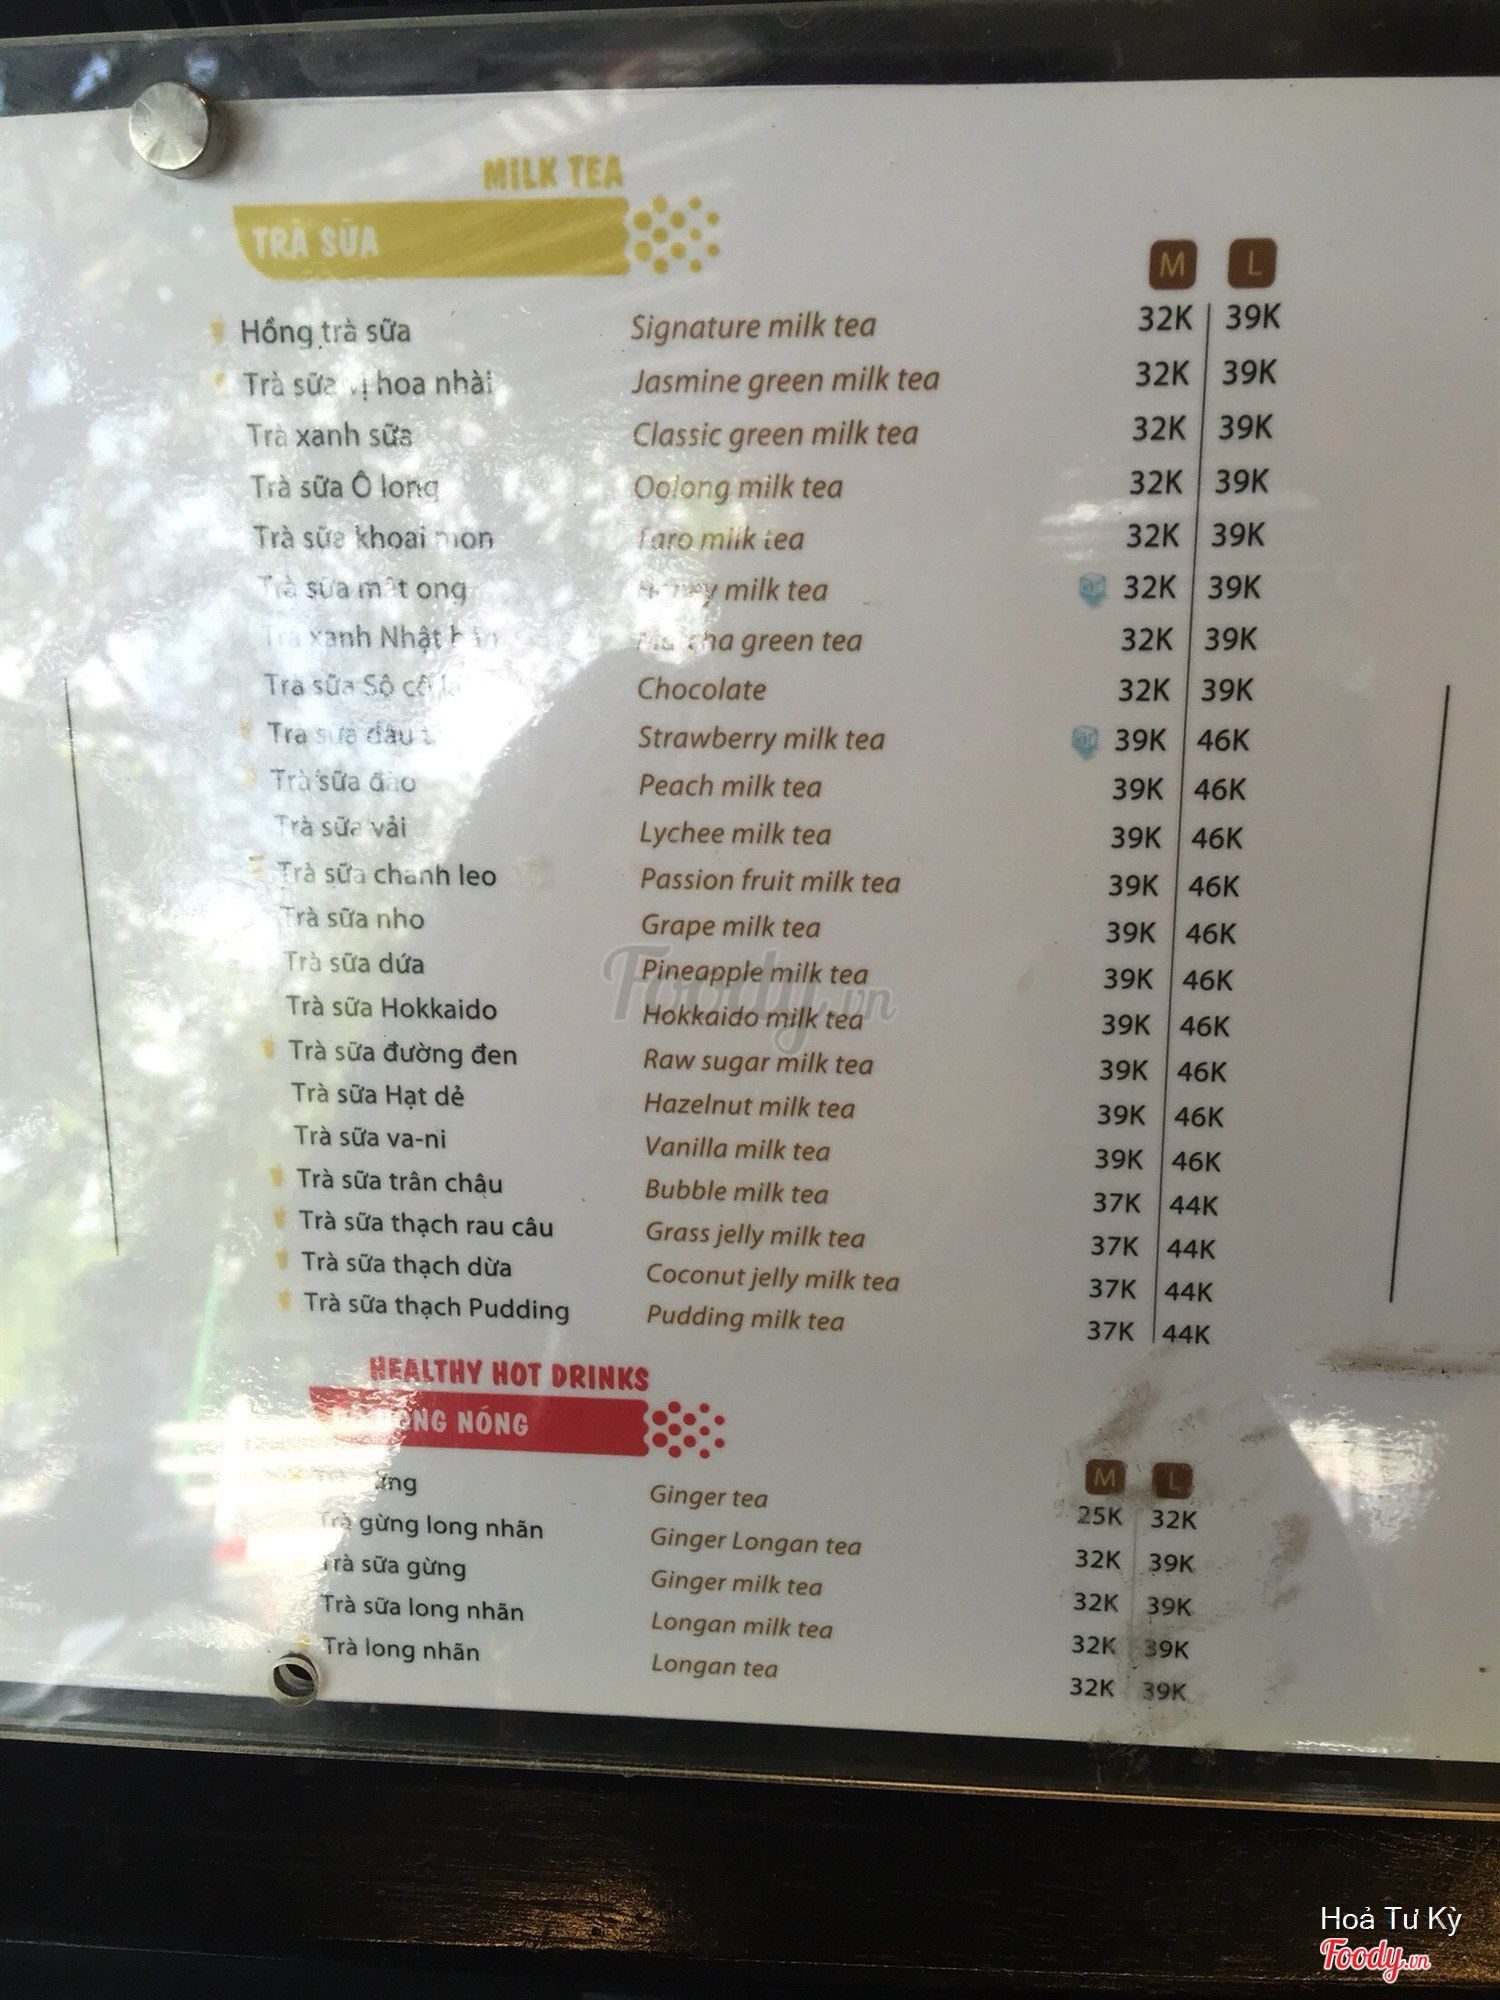 MILK TEA
TRÀ SỮA
M L
Hồng trà sữa Signature milk tea 32K 39K
Trà sữa vị hoa nhài Jasmine green milk tea 32K 39K
Trà xanh sữa Classic green milk tea 32K 39K
Trà sữa Ô long Oolong milk tea 32K 39K
Trà sữa khoai môn Taro milk tea 32K 39K
Trà sữa mật ong Honey milk tea 32K 39K
Trà xanh Nhật bản Matcha green tea 32K 39K
Trà sữa Sô cô la Chocolate 32K 39K
Trà sữa dâu Strawberry milk tea 39K 46K
Trà sữa đào Peach milk tea 39K 46K
Trà sữa vải Lychee milk tea 39K 46K
Trà sữa chanh leo Passion fruit milk tea 39K 46K
Trà sữa nho Grape milk tea 39K 46K
Trà sữa dứa Pineapple milk tea 39K 46K
Trà sữa Hokkaido Hokkaido milk tea 39K 46K
Trà sữa đường đen Raw sugar milk tea 39K 46K
Trà sữa Hạt dẻ Hazelnut milk tea 39K 46K
Trà sữa va-ni Vanilla milk tea 39K 46K
Trà sữa trân châu Bubble milk tea 37K 44K
Trà sữa thạch rau câu Grass jelly milk tea 37K 44K
Trà sữa thạch dừa Coconut jelly milk tea 37K 44K
Trà sữa thạch Pudding Pudding milk tea 37K 44K
Foody.vn
HEALTHY HOT DRINKS
NÓNG
M L
Ginger tea 25K 32K
Trà gừng long nhãn Ginger Longan tea 32K 39K
Trà sữa gừng Ginger milk tea 32K 39K
Trà sữa long nhãn Longan milk tea 32K 39K
Trà long nhãn Longan tea 32K 39K
Hoả Tư Kỳ
Foody.vn